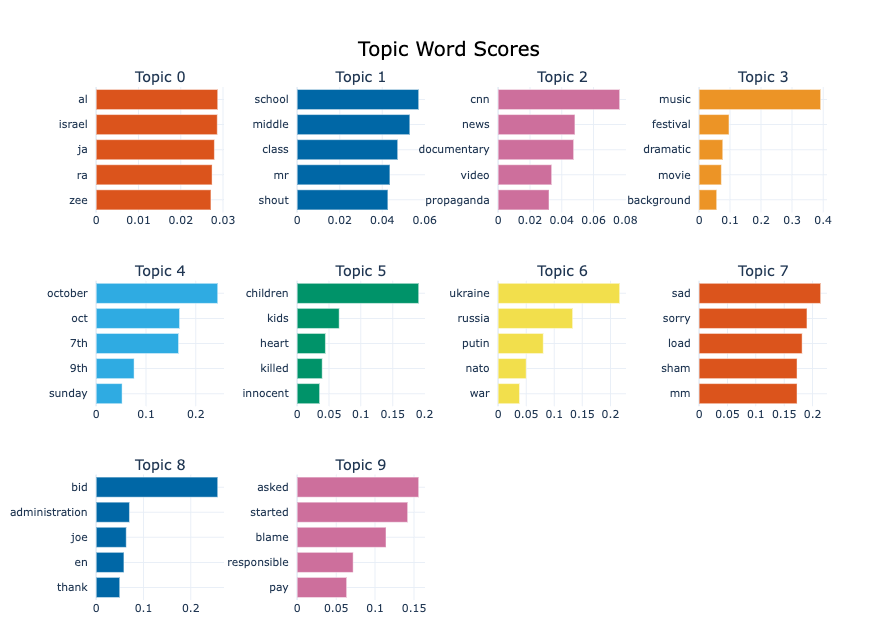 Topic Word Scores
Topic 0
al
israel
ja
ra
zee
0 0.01 0.02 0.03
Topic 1
school
middle
class
mr
shout
0 0.02 0.04 0.06
Topic 2
cnn
news
documentary
video
propaganda
0 0.02 0.04 0.06 0.08
Topic 3
music
festival
dramatic
movie
background
0 0.1 0.2 0.3 0.4
Topic 4
october
oct
7th
9th
sunday
0 0.1 0.2
Topic 5
children
kids
heart
killed
innocent
0 0.05 0.1 0.15 0.2
Topic 6
ukraine
russia
putin
nato
war
0 0.05 0.1 0.15 0.2
Topic 7
sad
sorry
load
sham
mm
0 0.05 0.1 0.15 0.2
Topic 8
bid
administration
joe
en
thank
0 0.1 0.2
Topic 9
asked
started
blame
responsible
pay
0 0.05 0.1 0.15